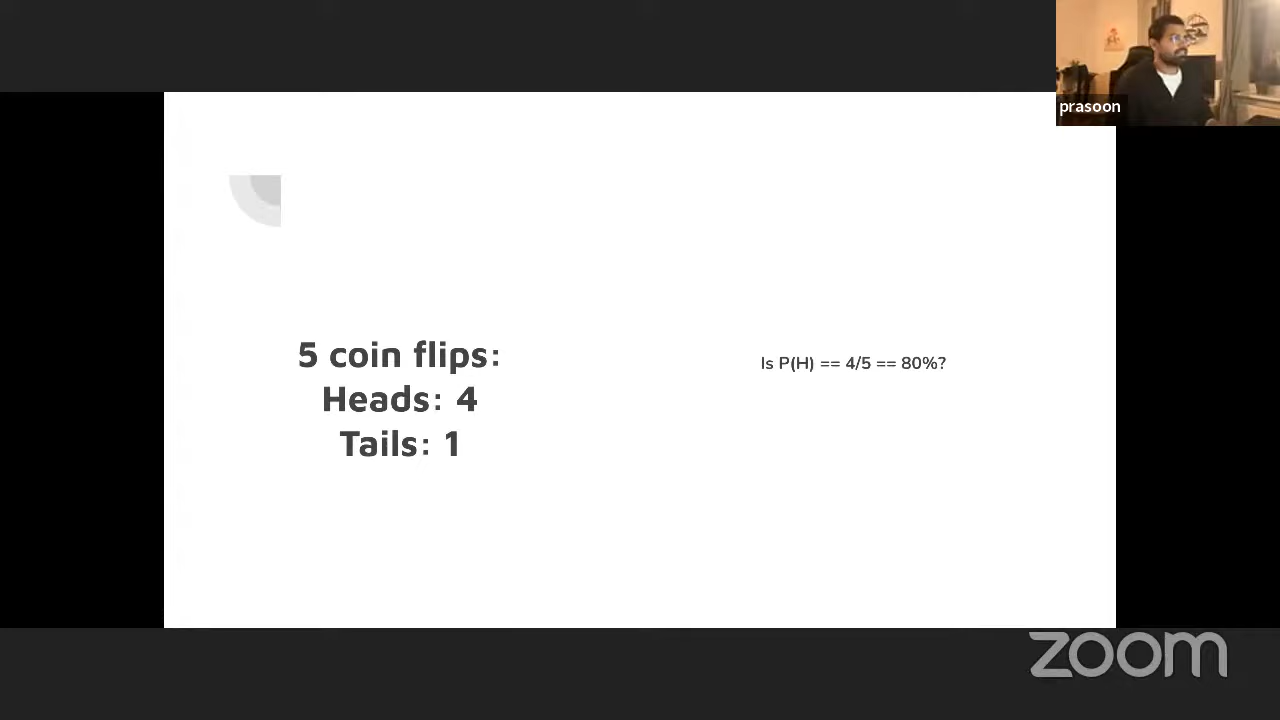 prasoon
5 coin flips:
Heads: 4
Tails: 1
Is P(H) == 4/5 == 80%?
zoom